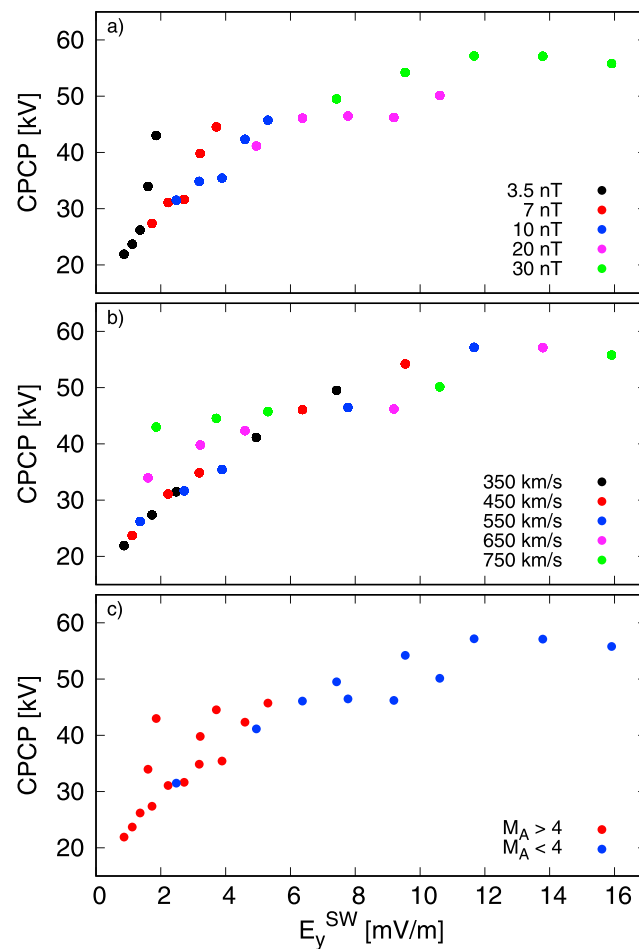 a)
60
50
40
30
20
CPCP [kV]
3.5 nT
7 nT
10 nT
20 nT
30 nT
b)
60
50
40
30
20
CPCP [kV]
350 km/s
450 km/s
550 km/s
650 km/s
750 km/s
c)
60
50
40
30
20
CPCP [kV]
M_A > 4
M_A < 4
0 2 4 6 8 10 12 14 16
E_y^SW [mV/m]